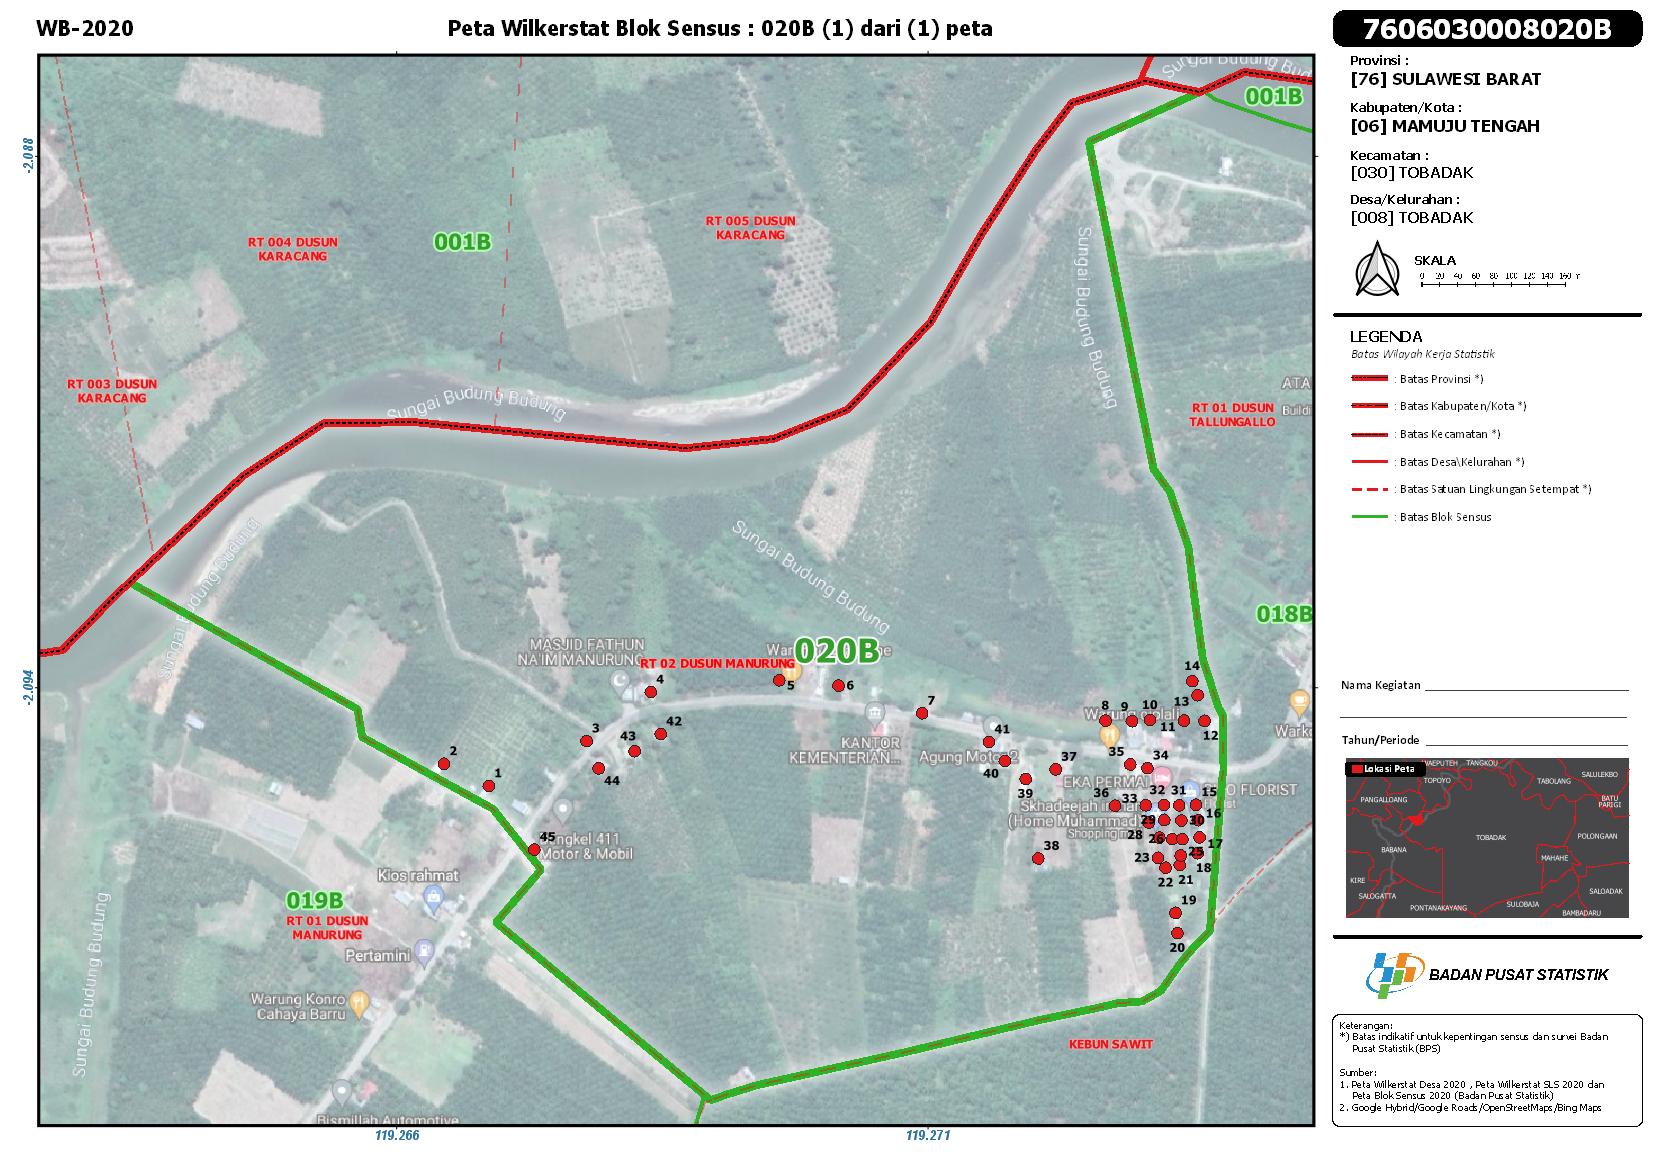 WB-2020
Peta Wilkerstat Blok Sensus : 020B (1) dari (1) peta
7606030008020B
Provinsi :
[76] SULAWESI BARAT
Kabupaten/Kota :
[06] MAMUJU TENGAH
Kecamatan :
[030] TOBADAK
Desa/Kelurahan :
[008] TOBADAK
SKALA
0 20 40 60 80 100 120 140 160
LEGENDA
Batas Wilayah Kerja Statistik
: Batas Provinsi *)
: Batas Kabupaten/Kota *)
: Batas Kecamatan *)
: Batas Desa\Kelurahan *)
: Batas Satuan Lingkungan Setempat *)
: Batas Blok Sensus
Nama Kegiatan
Tahun/Periode
Lokasi Peta
TOPOYO
TANGKOU
TABOLANG
SALULEKBO
BATU
PARIGI
PANGALLOANG
TOBADAK
POLONGAAN
BABANA
MAHAHE
KIRE
SALOGATTA
SALOADAK
PONTANAKAYANG
SULOBAJA
BAMBADARU
BADAN PUSAT STATISTIK
Keterangan:
*) Batas indikatif untuk kepentingan sensus dan survei Badan
Pusat Statistik (BPS)
Sumber:
1. Peta Wilkerstat Desa 2020 , Peta Wilkerstat SLS 2020 dan
Peta Blok Sensus 2020 (Badan Pusat Statistik)
2. Google Hybrid/Google Roads/OpenStreetMaps/Bing Maps
-2.088
-2.094
119.266
119.271
Sungai Budung Budung
001B
RT 004 DUSUN
KARACANG
001B
RT 005 DUSUN
KARACANG
RT 003 DUSUN
KARACANG
Sungai Budung Budung
Sungai Budung Budung
RT 01 DUSUN
TALLUNGALLO
Sungai Budung Budung
Sungai Budung Budung
018B
MASJID FATHUN
NA'IM MANURUNG
RT 02 DUSUN MANURUNG
020B
KANTOR
KEMENTERIAN...
Agung Motor 2
EKA PERMAI
Skhadeejah
(Home Muhammad
Shopping
FLORIST
Motor & Mobil
Kios rahmat
019B
RT 01 DUSUN
MANURUNG
Pertamini
Warung Konro
Cahaya Barru
Sungai Budung Budung
Bismillah Automotive
KEBUN SAWIT
1
2
3
4
5
6
7
8
9
10
11
12
13
14
15
16
17
18
19
20
21
22
23
25
26
28
29
30
31
32
33
34
35
36
37
38
39
40
41
42
43
44
45